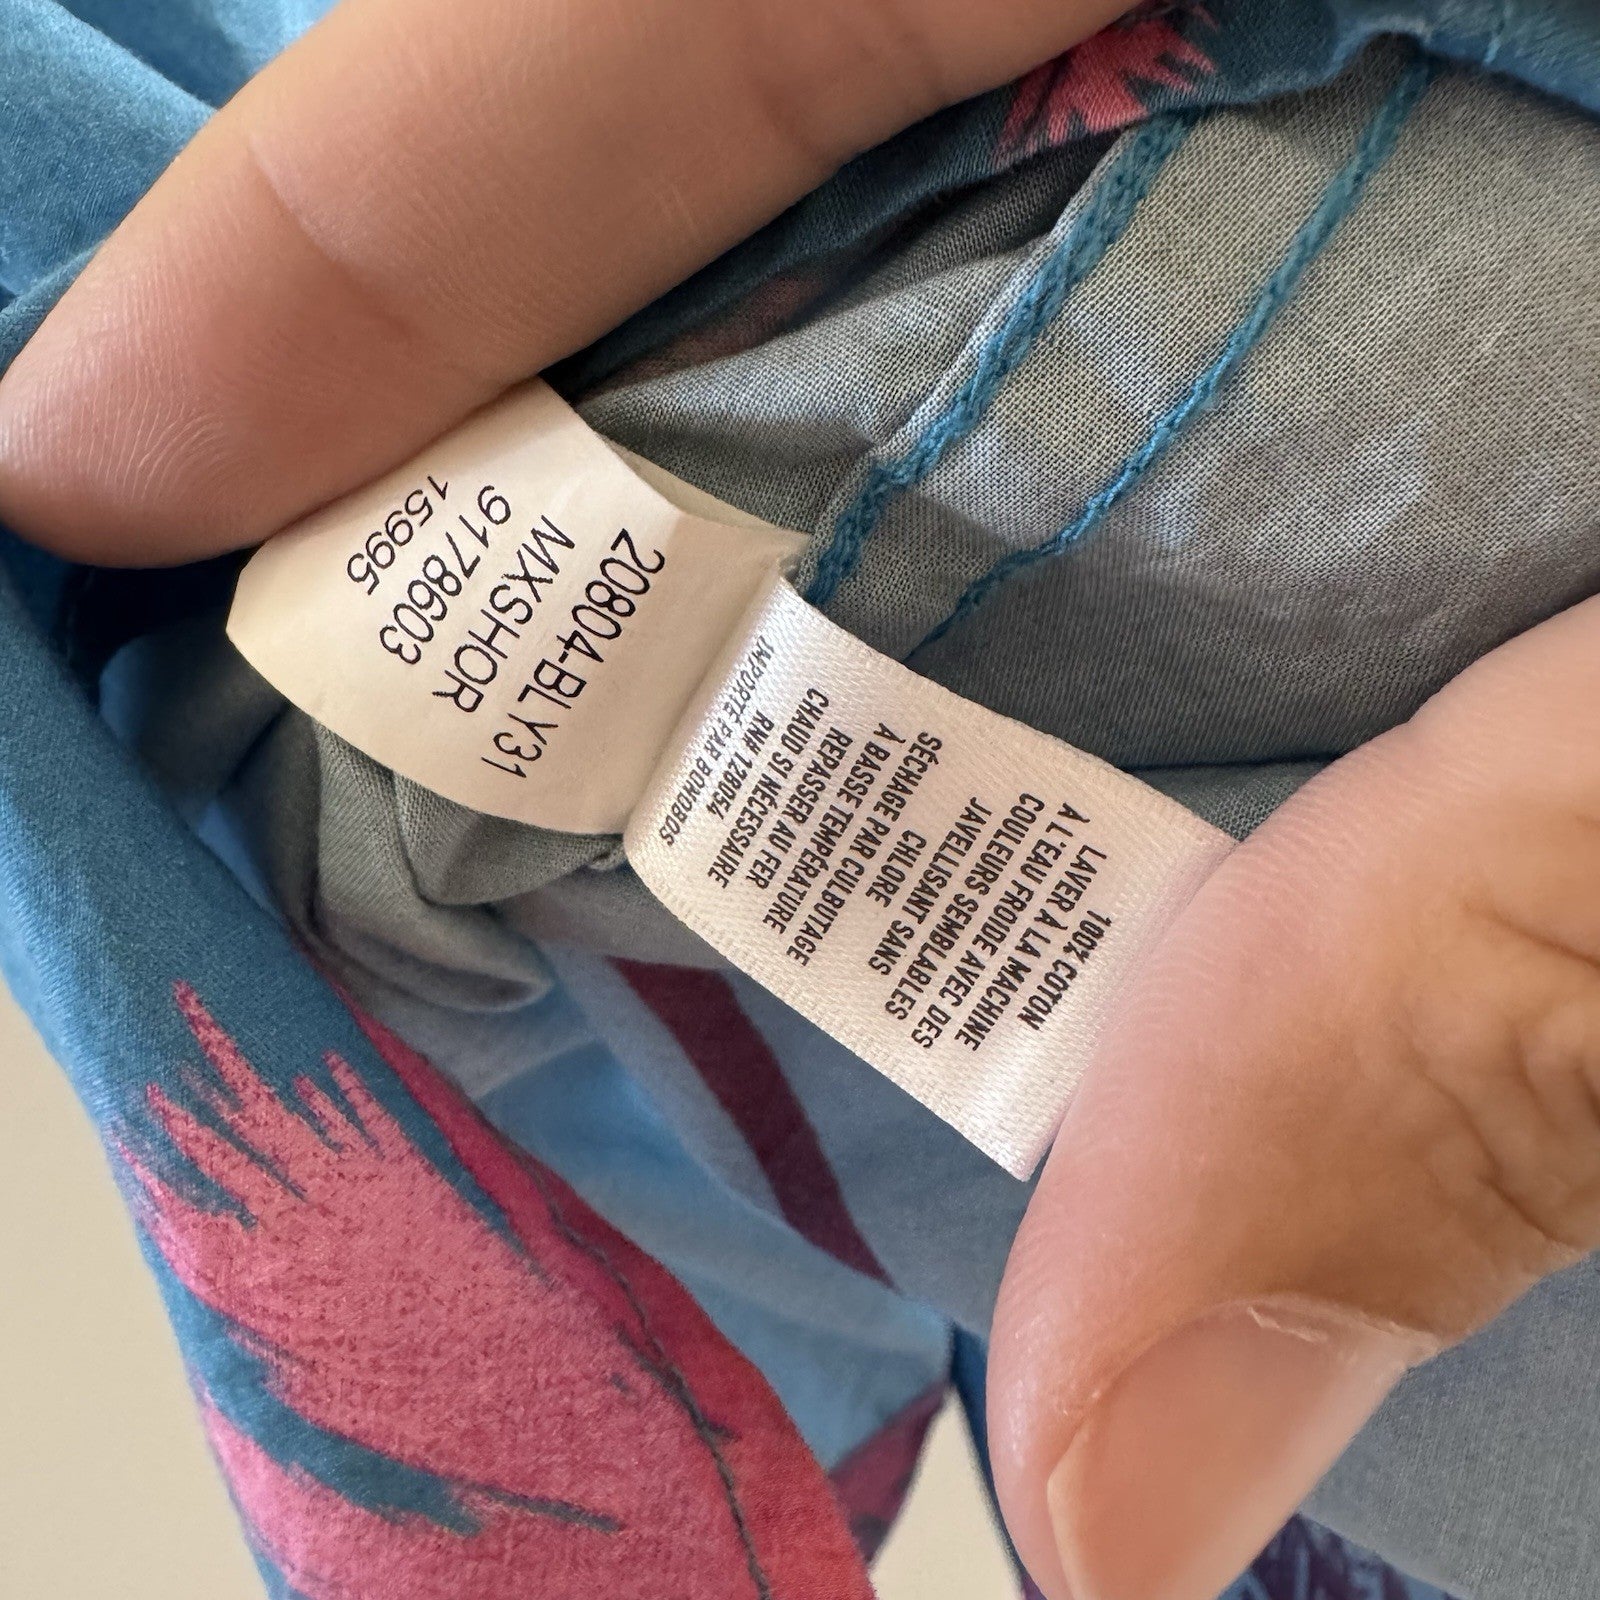 20804-BLY31
MXSHOR
9178603
15995
100% COTON
LAVER À LA MACHINE
À L'EAU FROIDE AVEC DES
COULEURS SEMBLABLES
JAVELLISANT SANS
CHLORE
SÉCHAGE PAR CULBUTAGE
À BASSE TEMPÉRATURE
REPASSER AU FER
CHAUD SI NÉCESSAIRE
RN# 128054
IMPORTÉ PAR BONOBOS